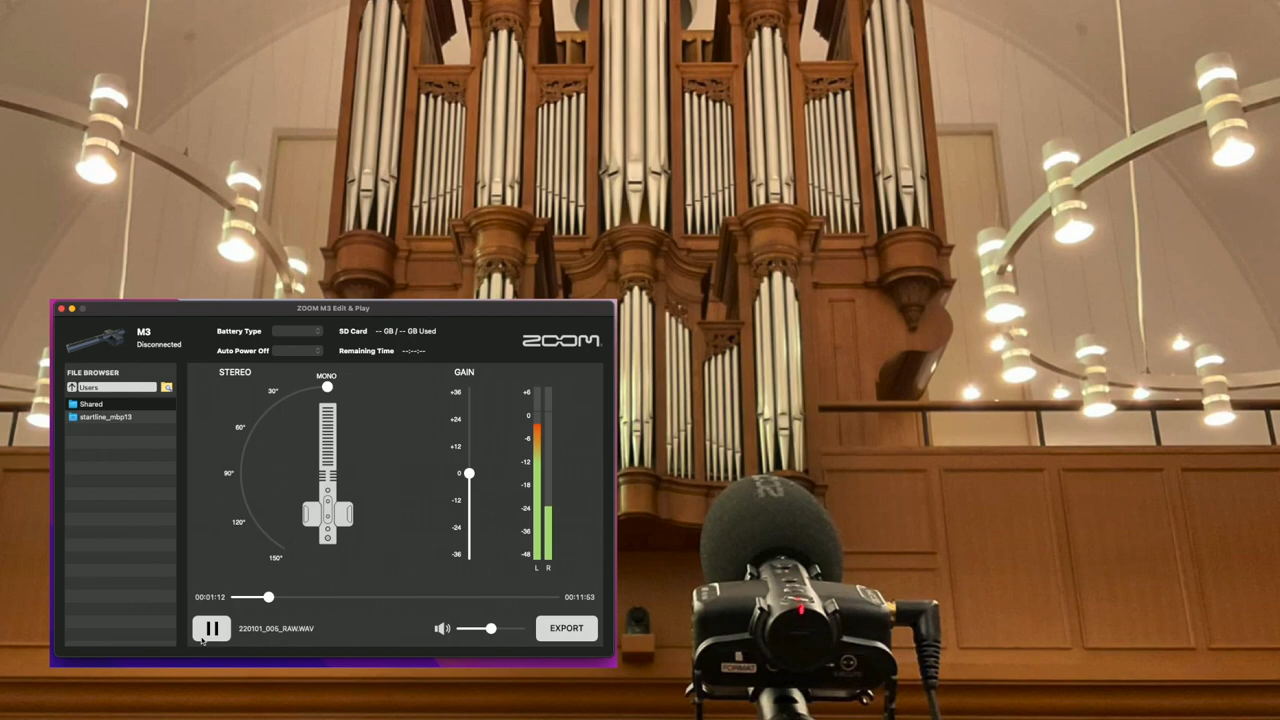 ZOOM M3 Edit & Play
M3
Disconnected
Battery Type
Auto Power Off
SD Card -- GB / -- GB Used
Remaining Time --:--:--
ZOOM
FILE BROWSER
Users
Shared
startline_mbp13
STEREO
MONO
30°
60°
90°
120°
150°
GAIN
+36
+24
+12
0
-12
-24
-36
+6
0
-6
-12
-18
-24
-36
-48
L R
00:01:12
00:11:53
220101_005_RAW.WAV
EXPORT
FORMAT